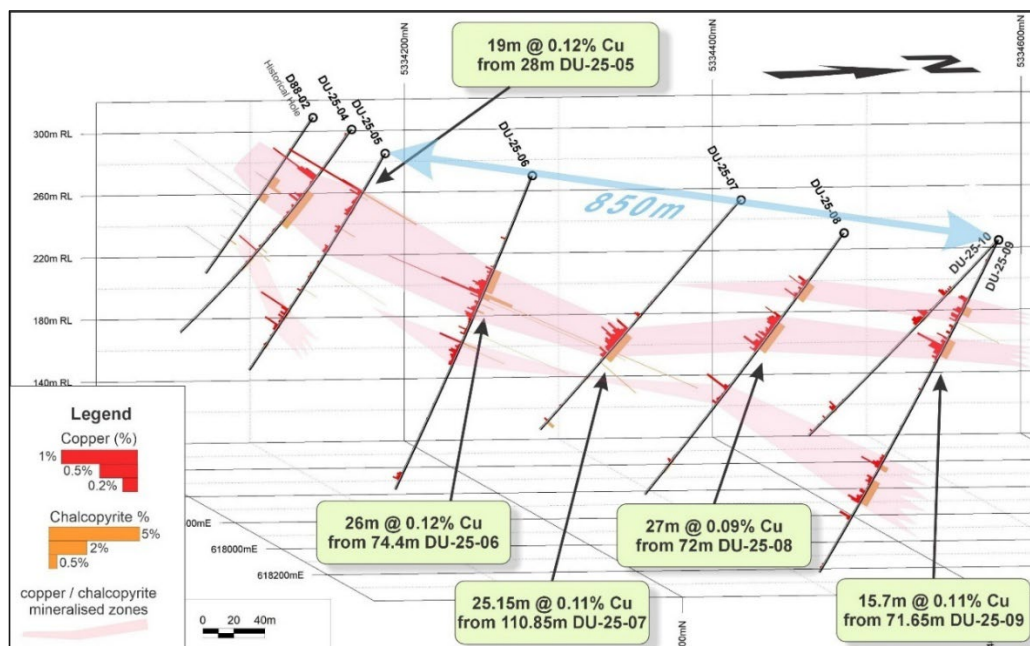 5334200mN
5334400mN
5334600mN
19m @ 0.12% Cu
from 28m DU-25-05
N
D88-02
Historical Hole
DU-25-04
DU-25-05
DU-25-06
DU-25-07
DU-25-08
DU-25-10
DU-25-09
850m
300m RL
260m RL
220m RL
180m RL
140m RL
Legend
Copper (%)
1%
0.5%
0.2%
Chalcopyrite %
5%
2%
0.5%
copper / chalcopyrite
mineralised zones
618000mE
618200mE
0 20 40m
26m @ 0.12% Cu
from 74.4m DU-25-06
25.15m @ 0.11% Cu
from 110.85m DU-25-07
27m @ 0.09% Cu
from 72m DU-25-08
15.7m @ 0.11% Cu
from 71.65m DU-25-09